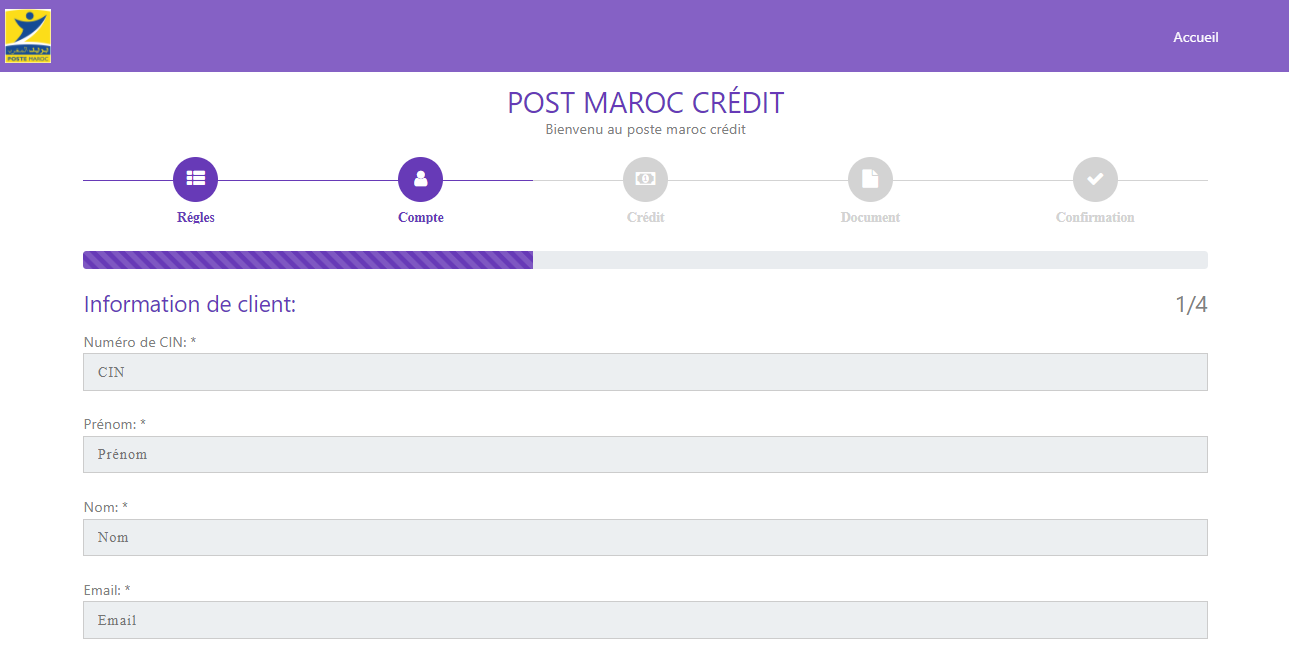 بريد المغرب
POSTE MAROC
Accueil
POST MAROC CRÉDIT
Bienvenu au poste maroc crédit
Régles
Compte
Crédit
Document
Confirmation
Information de client:
1/4
Numéro de CIN: *
CIN
Prénom: *
Prénom
Nom: *
Nom
Email: *
Email